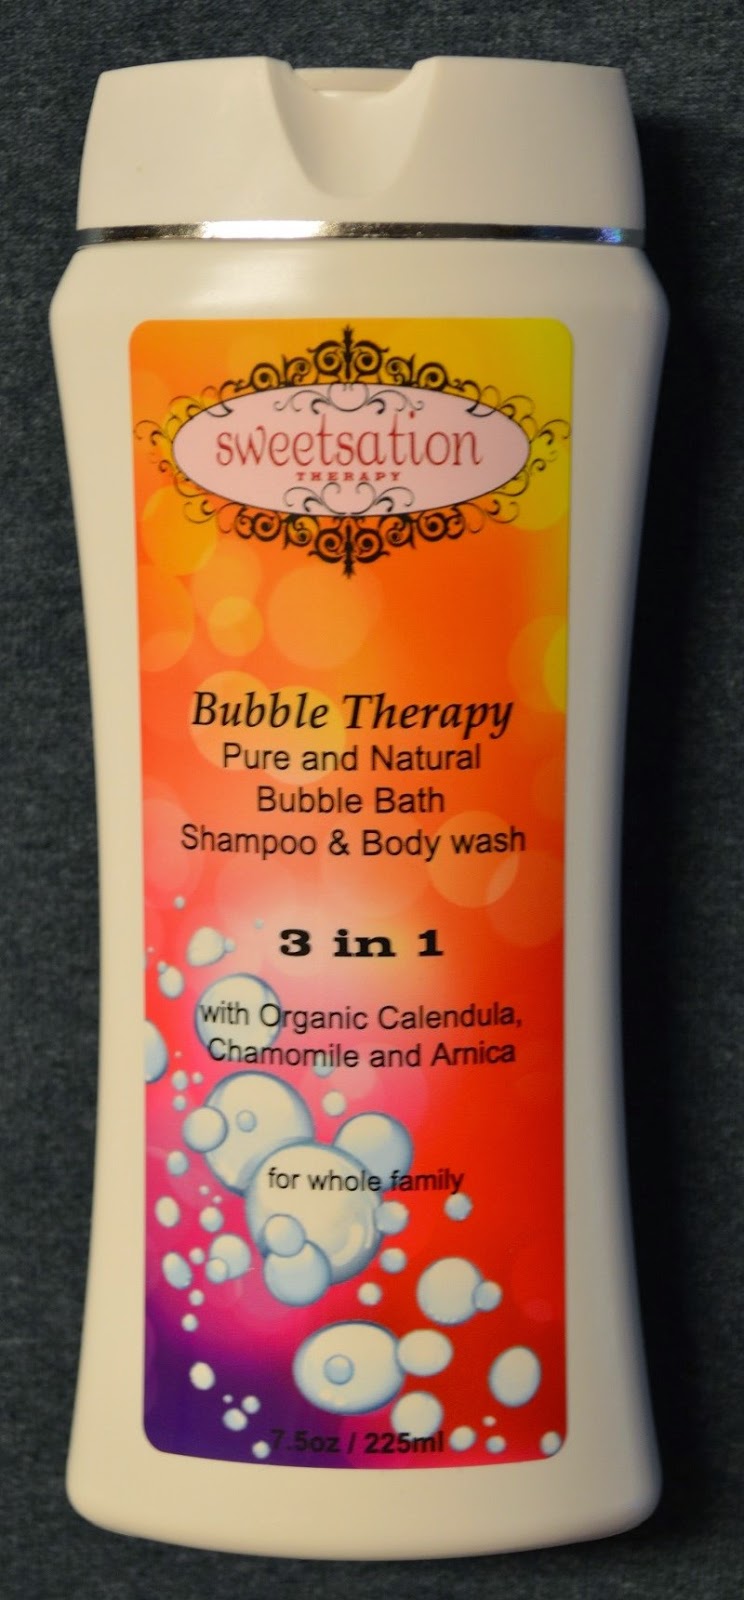 sweetsation
THERAPY
Bubble Therapy
Pure and Natural
Bubble Bath
Shampoo & Body wash
3 in 1
with Organic Calendula,
Chamomile and Arnica
for whole family
7.5oz / 225ml